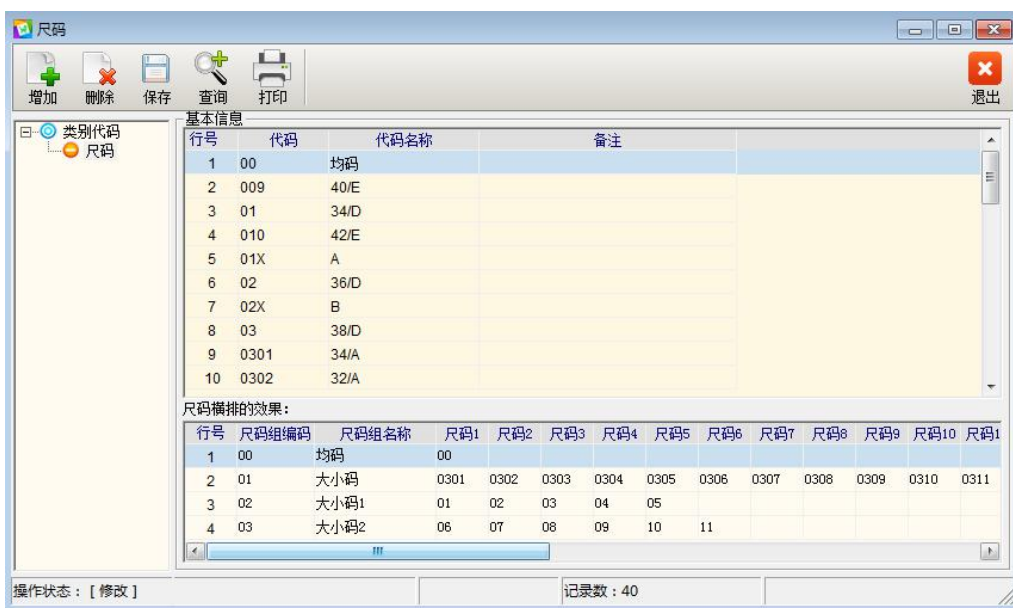 尺码
增加 删除 保存 查询 打印 退出
类别代码
尺码
基本信息
行号 代码 代码名称 备注
1 00 均码
2 009 40/E
3 01 34/D
4 010 42/E
5 01X A
6 02 36/D
7 02X B
8 03 38/D
9 0301 34/A
10 0302 32/A
尺码横排的效果：
行号 尺码组编码 尺码组名称 尺码1 尺码2 尺码3 尺码4 尺码5 尺码6 尺码7 尺码8 尺码9 尺码10 尺码1
1 00 均码 00
2 01 大小码 0301 0302 0303 0304 0305 0306 0307 0308 0309 0310 0311
3 02 大小码1 01 02 03 04 05
4 03 大小码2 06 07 08 09 10 11
操作状态：[修改] 记录数：40